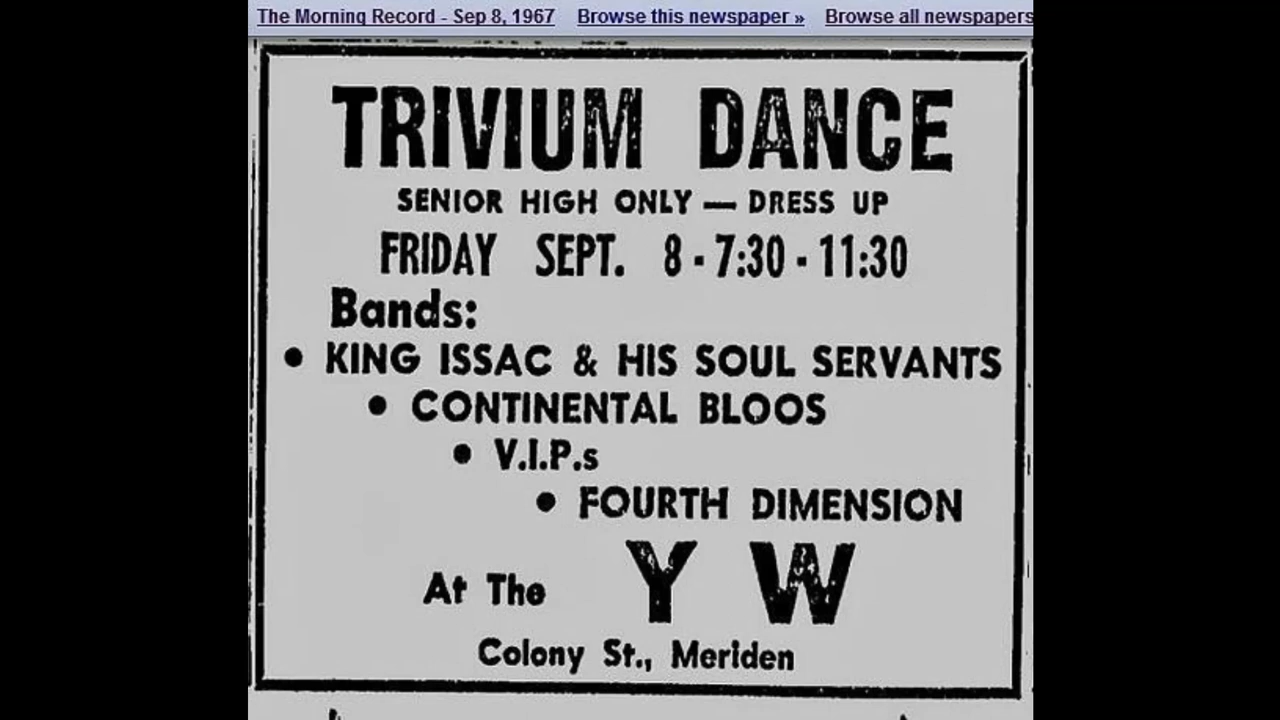 The Morning Record - Sep 8, 1967 Browse this newspaper » Browse all newspapers
TRIVIUM DANCE
SENIOR HIGH ONLY — DRESS UP
FRIDAY SEPT. 8 - 7:30 - 11:30
Bands:
• KING ISSAC & HIS SOUL SERVANTS
• CONTINENTAL BLOOS
• V.I.P.s
• FOURTH DIMENSION
At The Y W
Colony St., Meriden